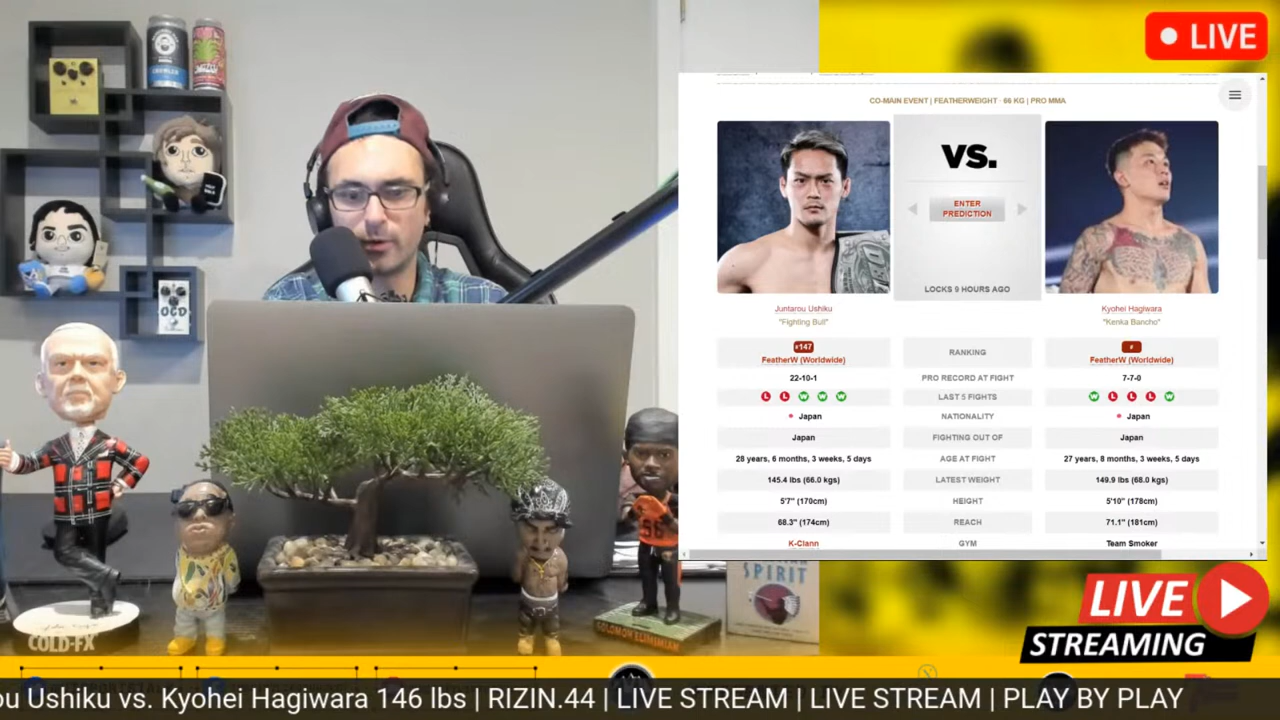 LIVE
CO-MAIN EVENT | FEATHERWEIGHT · 66 KG | PRO MMA
VS.
ENTER
PREDICTION
LOCKS 9 HOURS AGO
Juntarou Ushiku
Kyohei Hagiwara
"Fighting Bull"
"Kenka Bancho"
#147
FeatherW (Worldwide)
RANKING
#
FeatherW (Worldwide)
22-10-1
PRO RECORD AT FIGHT
7-7-0
L L W W W
LAST 5 FIGHTS
W L L L W
Japan
NATIONALITY
Japan
Japan
FIGHTING OUT OF
Japan
28 years, 6 months, 3 weeks, 5 days
AGE AT FIGHT
27 years, 8 months, 3 weeks, 5 days
145.4 lbs (66.0 kgs)
LATEST WEIGHT
149.9 lbs (68.0 kgs)
5'7" (170cm)
HEIGHT
5'10" (178cm)
68.3" (174cm)
REACH
71.1" (181cm)
K-Clann
GYM
Team Smoker
OCD
56
SPIRIT
SOLOMON ELIMIMIAN
COLD-FX
LIVE
STREAMING
ou Ushiku vs. Kyohei Hagiwara 146 lbs | RIZIN.44 | LIVE STREAM | LIVE STREAM | PLAY BY PLAY